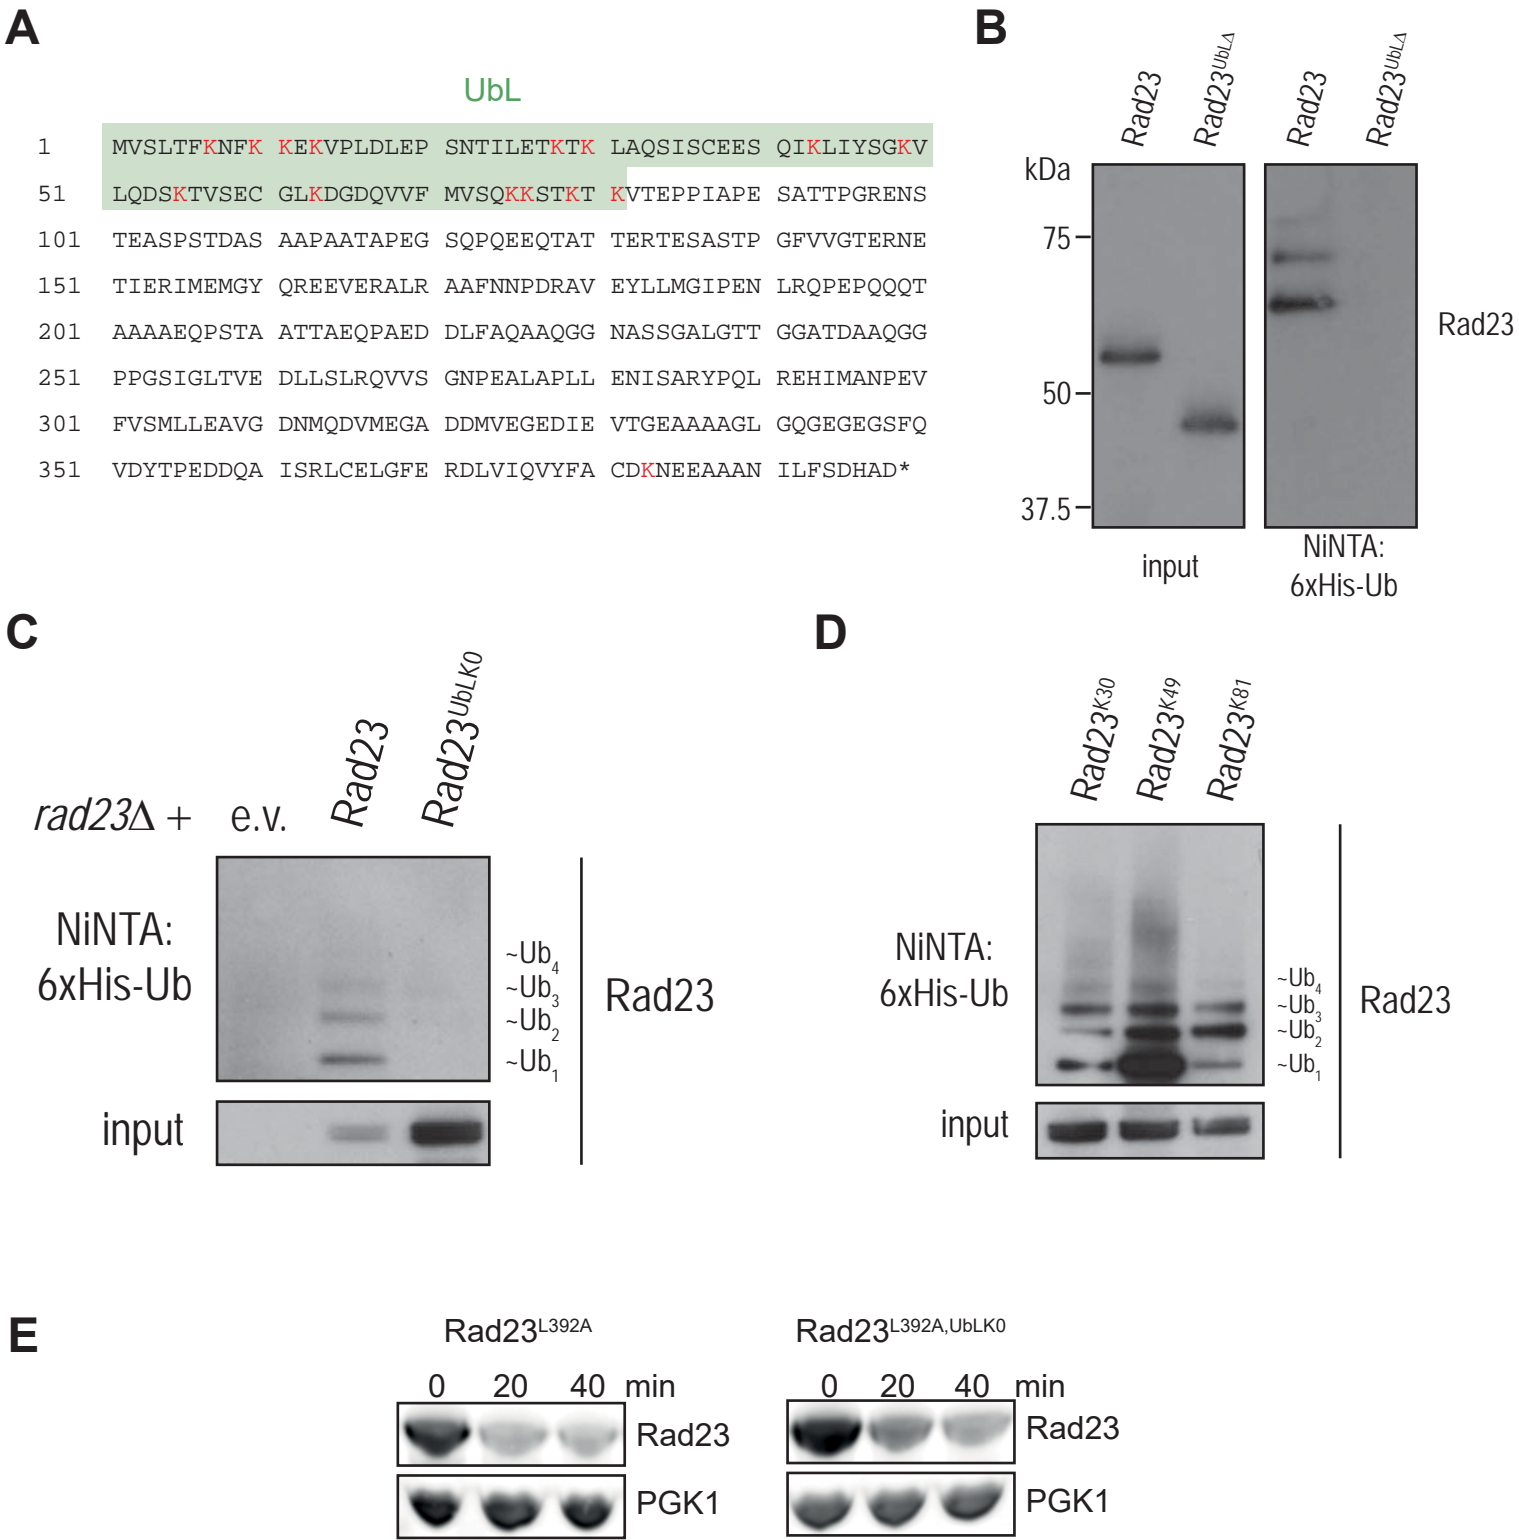 A
UbL
1 MVSLTFKNFK KEKVPLDLEP SNTILETKTK LAQSISCEES QIKLIYSGKV
51 LQDSKTVSEC GLKDGDQVVF MVSQKKSTKT KVTEPPIAPE SATTPGRENS
101 TEASPSTDAS AAPAATAPEG SQPQEEQTAT TERTESASTP GFVVGTERNE
151 TIERIMEMGY QREEVERALR AAFNNPDRAV EYLLMGIPEN LRQPEPQQQT
201 AAAAEQPSTA ATTAEQPAED DLFAQAAQGG NASSGALGTT GGATDAAQGG
251 PPGSIGLTVE DLLSLRQVVS GNPEALAPLL ENISARYPQL REHIMANPEV
301 FVSMLLEAVG DNMQDVMEGA DDMVEGEDIE VTGEAAAAGL GQGEGEGSFQ
351 VDYTPEDDQA ISRLCELGFE RDLVIQVYFA CDKNEEAAAN ILFSDHAD*
B
Rad23 Rad23UbLΔ Rad23 Rad23UbLΔ
kDa
75
50
37.5
Rad23
input
NiNTA:
6xHis-Ub
C
rad23Δ + e.v. Rad23 Rad23UbLK0
NiNTA:
6xHis-Ub
~Ub4
~Ub3
~Ub2
~Ub1
Rad23
input
D
Rad23K30 Rad23K49 Rad23K81
NiNTA:
6xHis-Ub
~Ub4
~Ub3
~Ub2
~Ub1
Rad23
input
E
Rad23L392A Rad23L392A,UbLK0
0 20 40 min 0 20 40 min
Rad23 Rad23
PGK1 PGK1